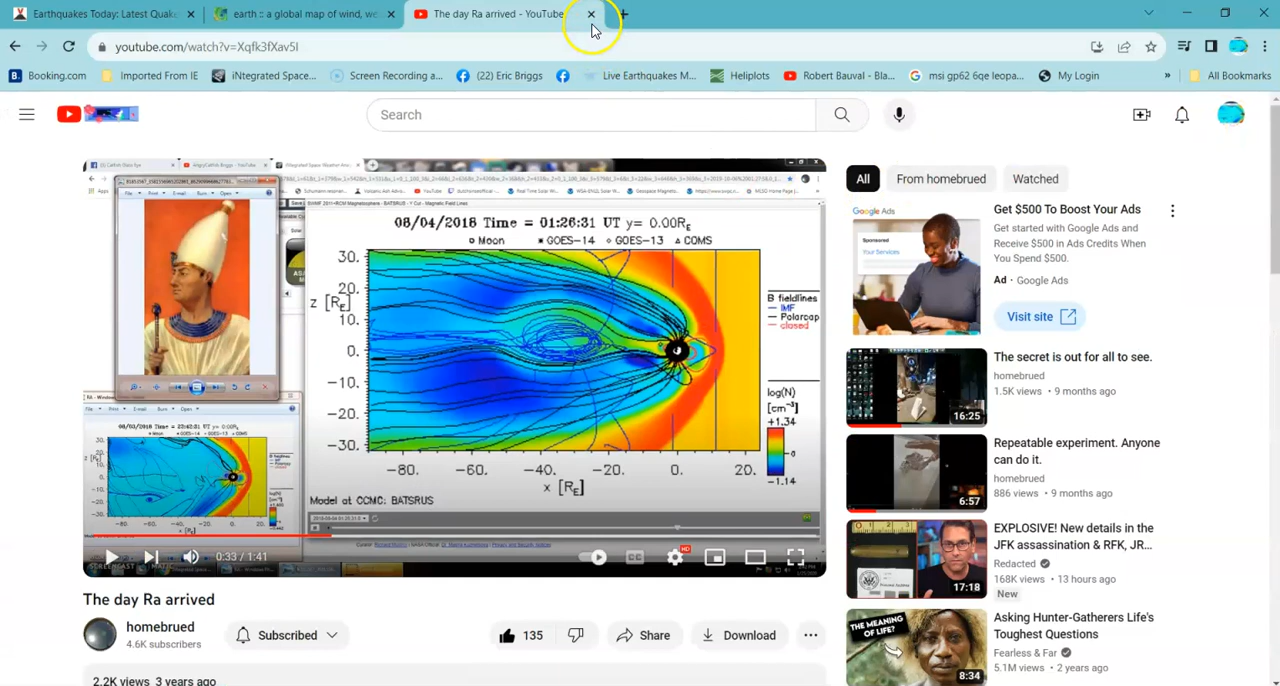 Earthquakes Today: Latest Quak
earth :: a global map of wind, we
The day Ra arrived - YouTube
youtube.com/watch?v=Xqfk3fXav5I
Booking.com
Imported From IE
iNtegrated Space...
Screen Recording a...
(22) Eric Briggs
Live Earthquakes M...
Heliplots
Robert Bauval - Bla...
msi gp62 6qe leopa...
My Login
»
All Bookmarks
Search
08/04/2018 Time = 01:26:31 UT y= 0.00RE
Moon GOES-14 GOES-13 COMS
30.
20.
10.
0.
-10.
-20.
-30.
z [RE]
-80. -60. -40. -20. 0. 20.
x [RE]
Model at CCMC: BATSRUS
B fieldlines
IMF
Polarcap
closed
log(N)
[cm-3]
+1.34
0
-1.14
0:33 / 1:41
CC
HD
The day Ra arrived
homebrued
4.6K subscribers
Subscribed
135
Share
Download
2.2K views 3 years ago
All
From homebrued
Watched
Google Ads
Sponsored
Get $500 To Boost Your Ads
Get started with Google Ads and
Receive $500 in Ads Credits When
You Spend $500.
Ad · Google Ads
Visit site
The secret is out for all to see.
homebrued
1.5K views • 9 months ago
16:25
Repeatable experiment. Anyone
can do it.
homebrued
886 views • 9 months ago
6:57
EXPLOSIVE! New details in the
JFK assassination & RFK, JR...
Redacted
168K views • 13 hours ago
New
17:18
THE MEANING
OF LIFE?
Asking Hunter-Gatherers Life's
Toughest Questions
Fearless & Far
5.1M views • 2 years ago
8:34